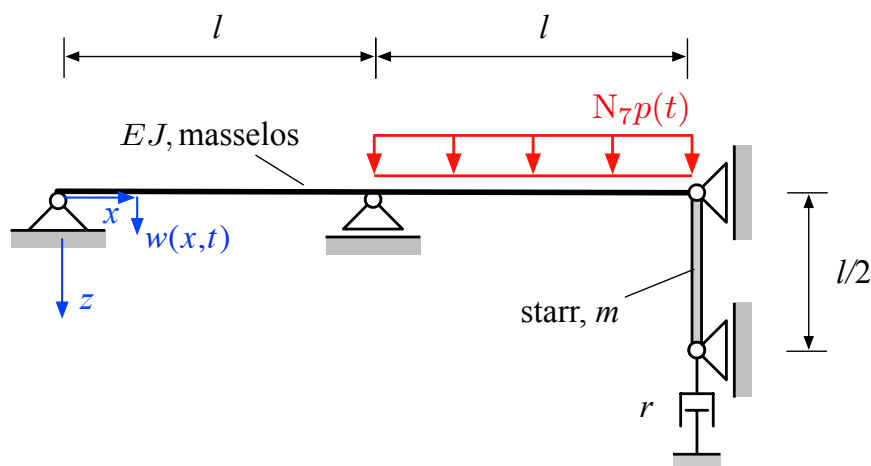 l
l
N₇p(t)
EJ, masselos
x
w(x,t)
z
starr, m
l/2
r